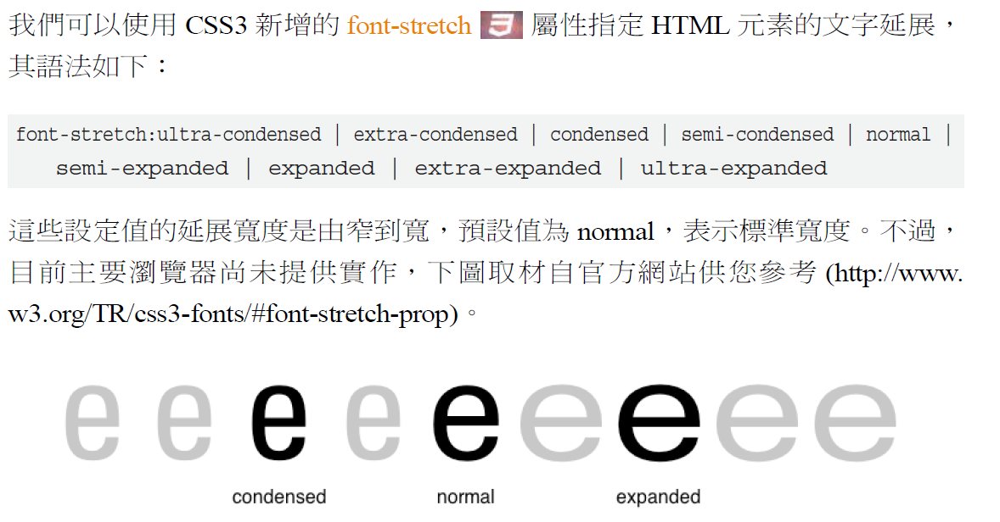 我們可以使用 CSS3 新增的 font-stretch 3 屬性指定 HTML 元素的文字延展，
其語法如下：
font-stretch:ultra-condensed | extra-condensed | condensed | semi-condensed | normal |
semi-expanded | expanded | extra-expanded | ultra-expanded
這些設定值的延展寬度是由窄到寬，預設值為 normal，表示標準寬度。不過，
目前主要瀏覽器尚未提供實作，下圖取材自官方網站供您參考 (http://www.
w3.org/TR/css3-fonts/#font-stretch-prop)。
e e e e e e e e e
condensed normal expanded